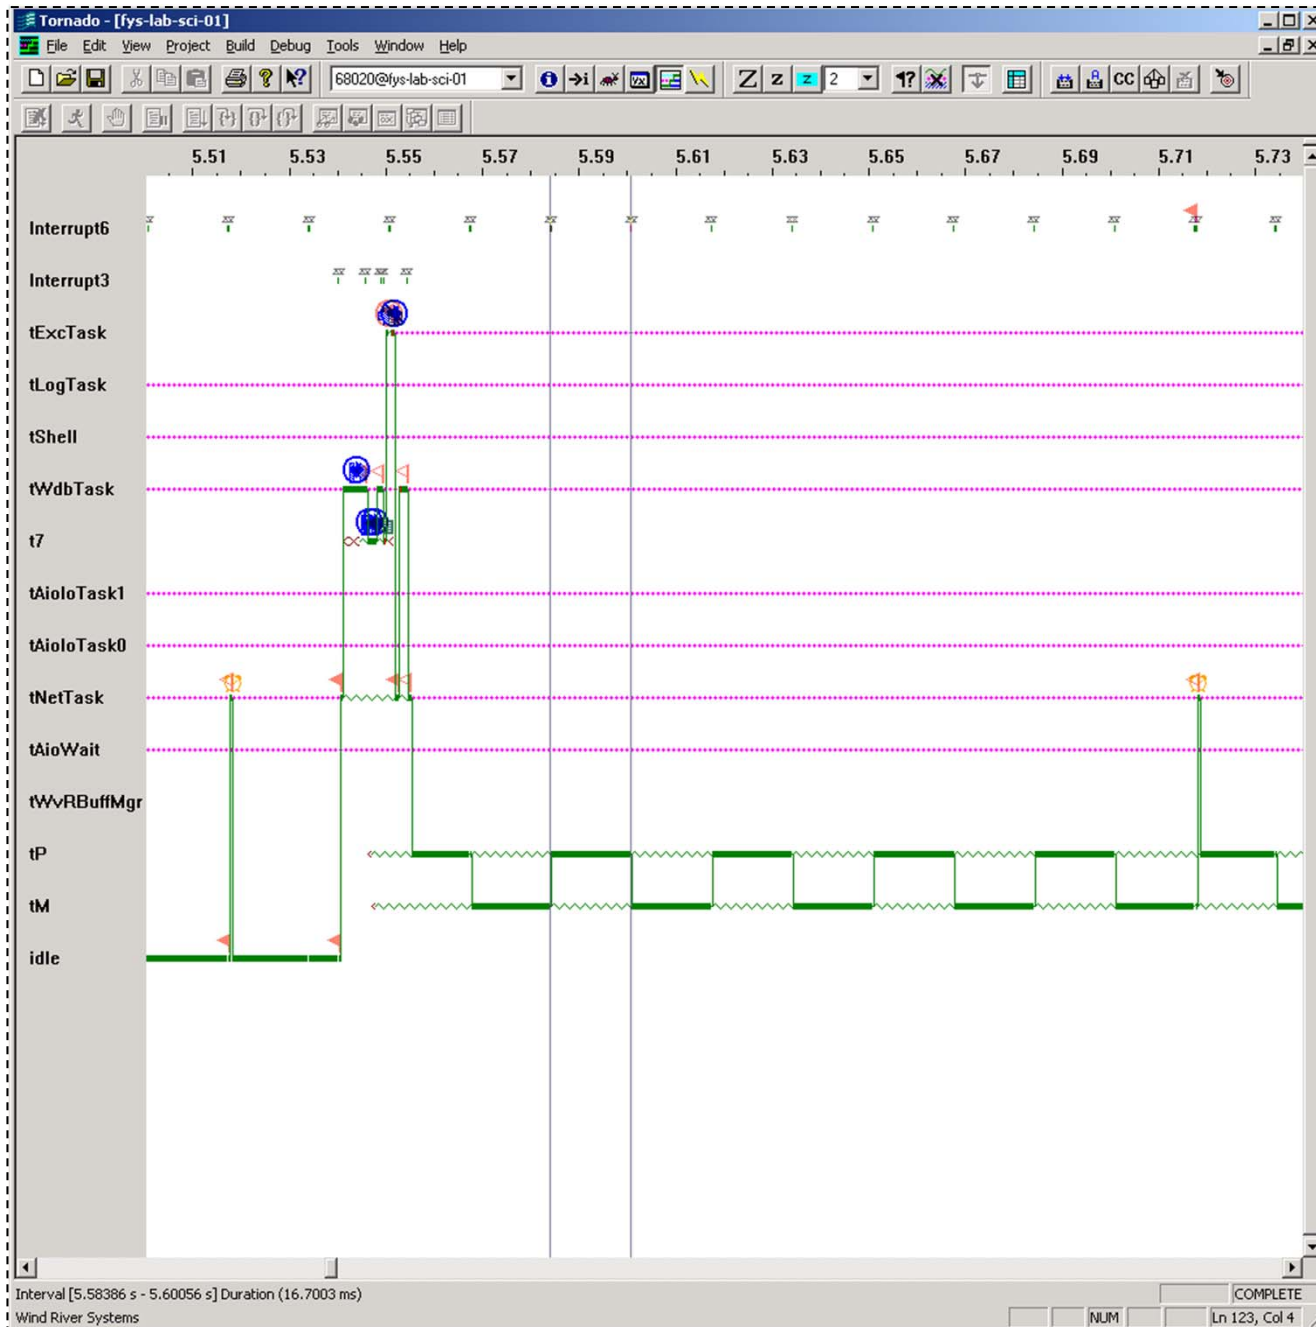 Tornado - [fys-lab-sci-01]
File Edit View Project Build Debug Tools Window Help
68020@fys-lab-sci-01 Z z z 2 CC
5.51 5.53 5.55 5.57 5.59 5.61 5.63 5.65 5.67 5.69 5.71 5.73
Interrupt6
Interrupt3
tExcTask
tLogTask
tShell
tWdbTask
t7
tAioIoTask1
tAioIoTask0
tNetTask
tAioWait
tWvRBuffMgr
tP
tM
idle
Interval [5.58386 s - 5.60056 s] Duration (16.7003 ms) COMPLETE
Wind River Systems NUM Ln 123, Col 4